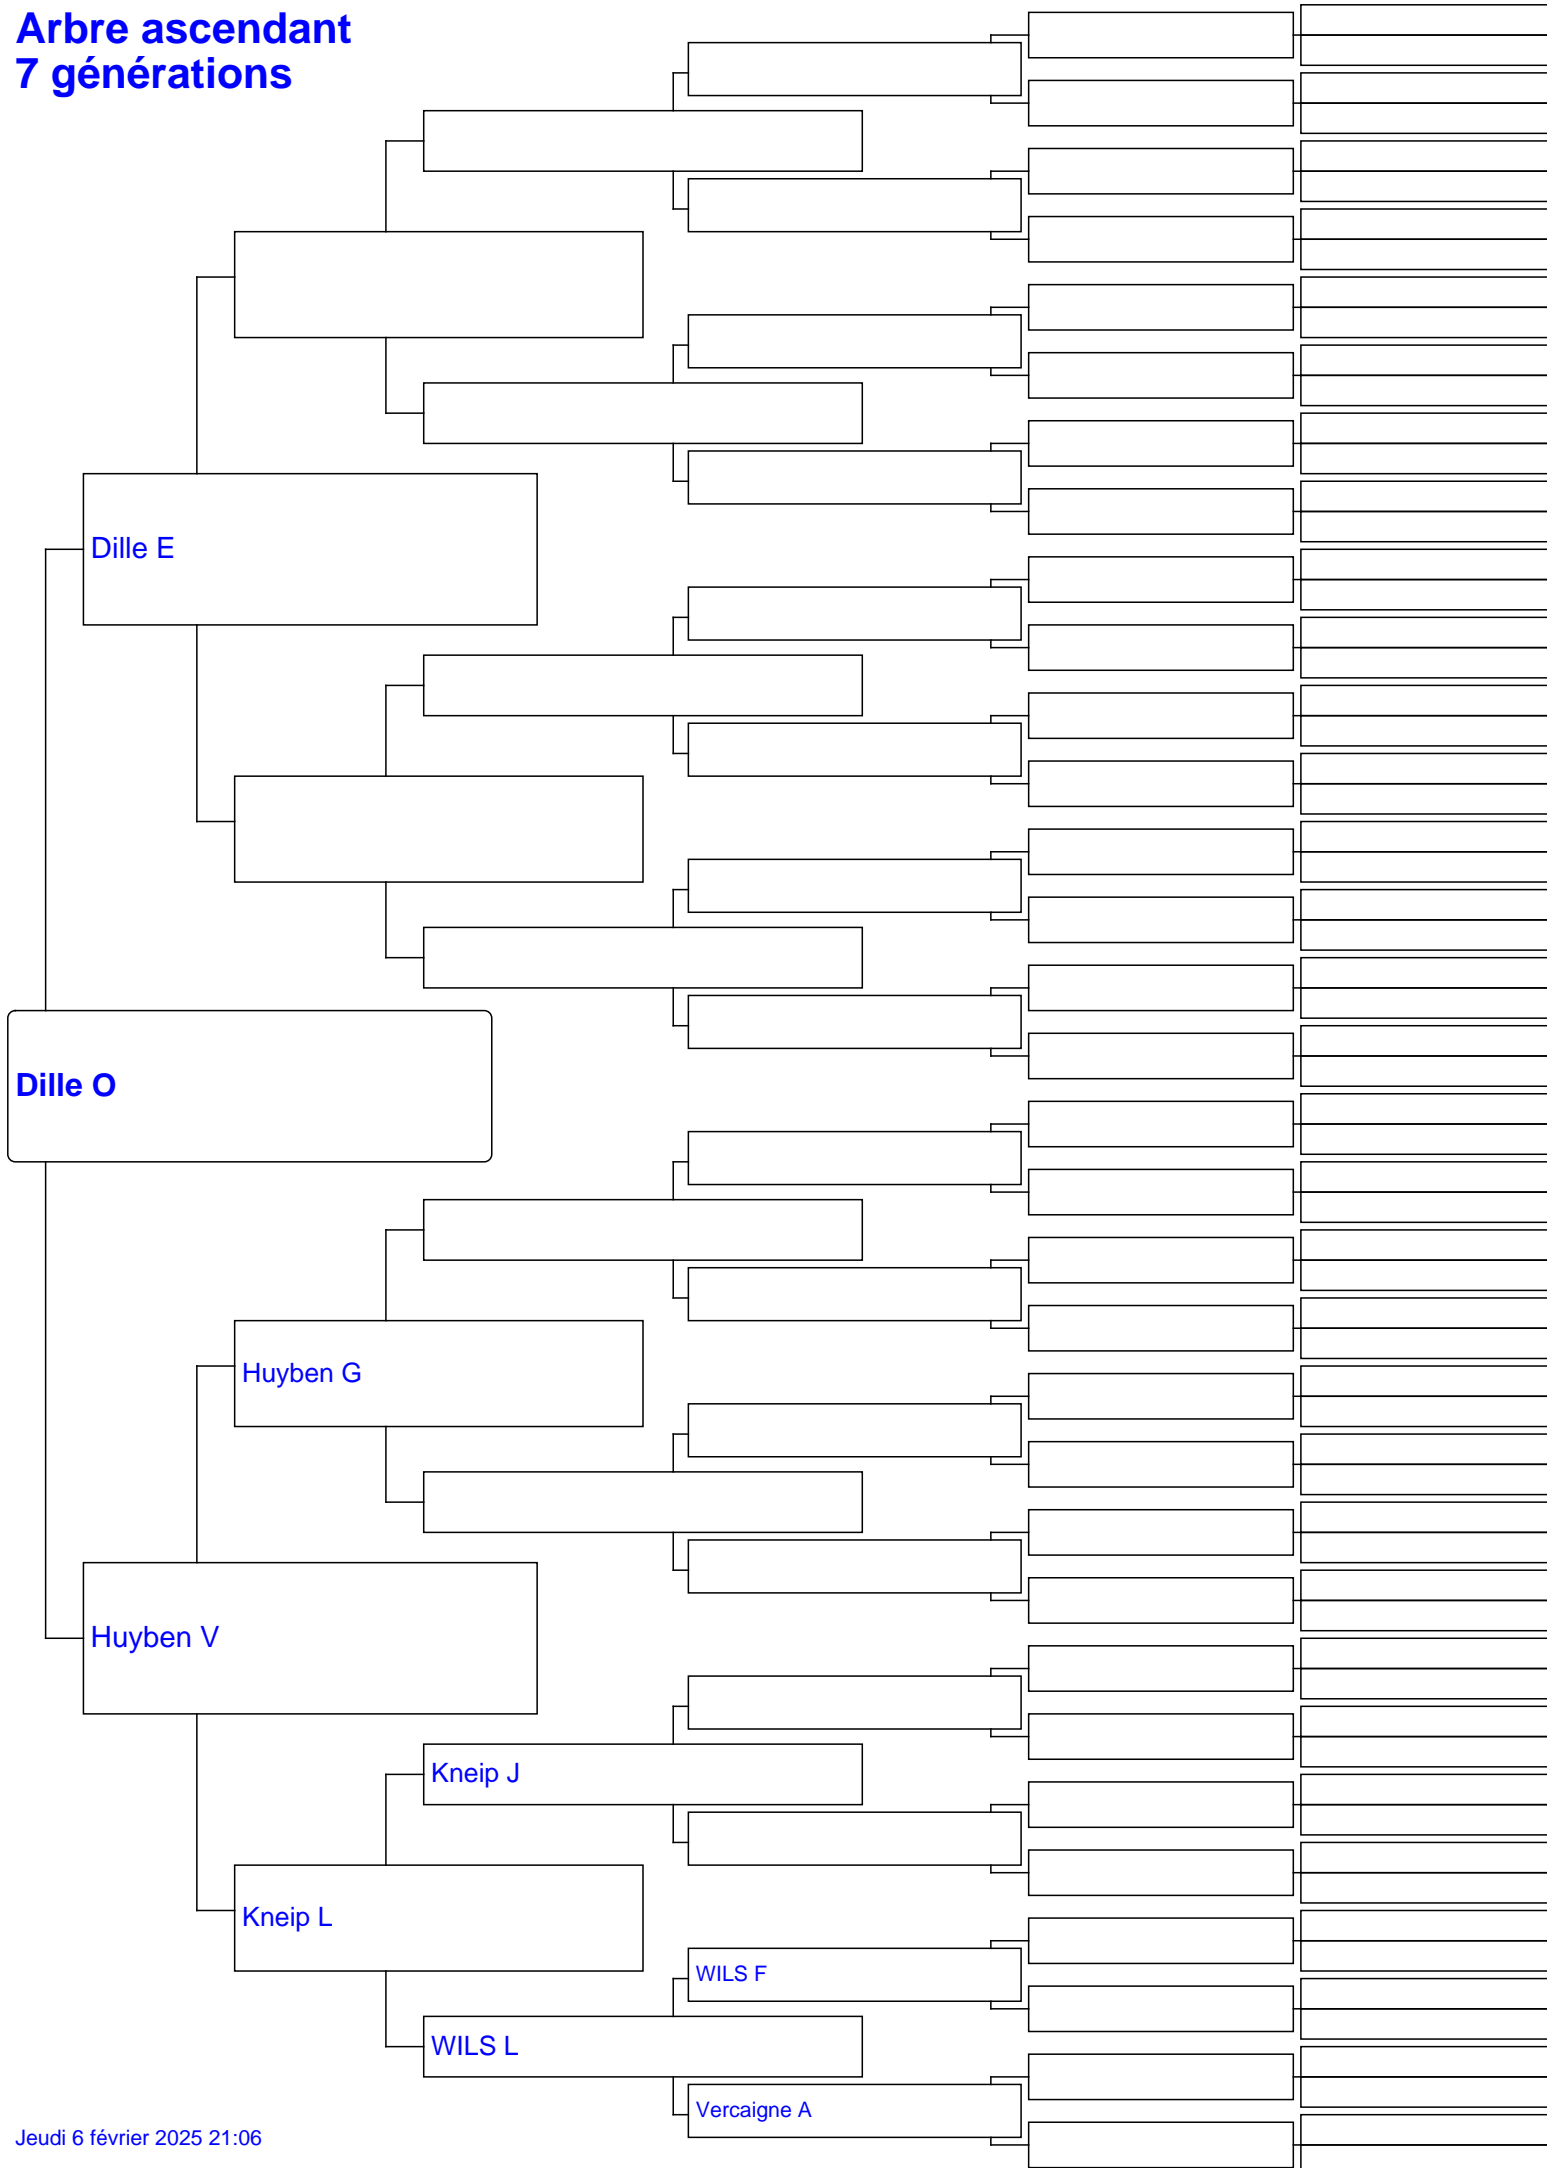 Arbre ascendant
7 générations
Dille E
Dille O
Huyben G
Huyben V
Kneip J
Kneip L
WILS F
WILS L
Vercaigne A
Jeudi 6 février 2025 21:06